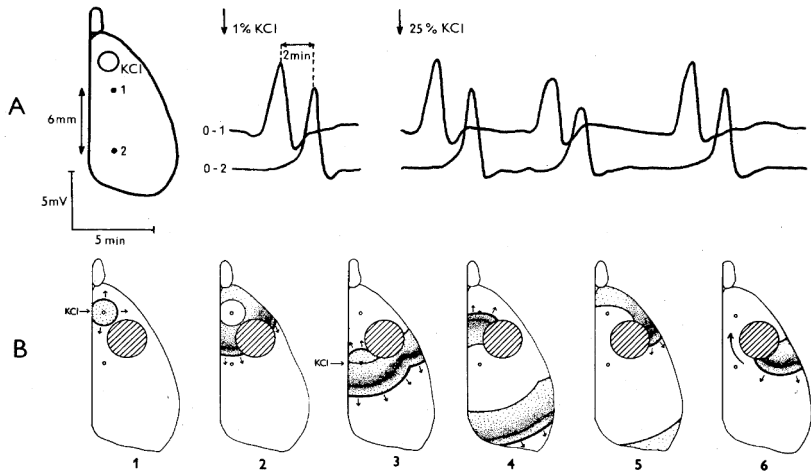 1% KCl 25% KCl
2min
KCl
A
1
6mm
0-1
2
0-2
5mV
5 min
KCl
KCl
B
1 2 3 4 5 6